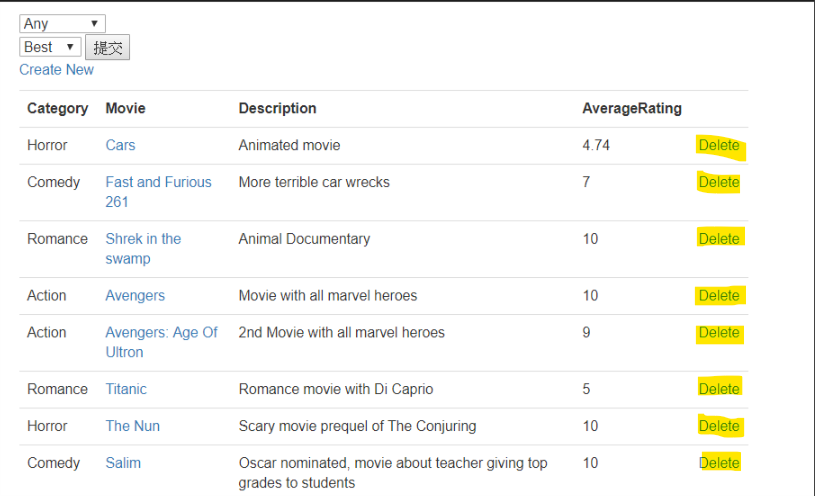 Any
Best 提交
Create New
Category Movie Description AverageRating
Horror Cars Animated movie 4.74 Delete
Comedy Fast and Furious More terrible car wrecks 7 Delete
261
Romance Shrek in the Animal Documentary 10 Delete
swamp
Action Avengers Movie with all marvel heroes 10 Delete
Action Avengers: Age Of 2nd Movie with all marvel heroes 9 Delete
Ultron
Romance Titanic Romance movie with Di Caprio 5 Delete
Horror The Nun Scary movie prequel of The Conjuring 10 Delete
Comedy Salim Oscar nominated, movie about teacher giving top 10 Delete
grades to students